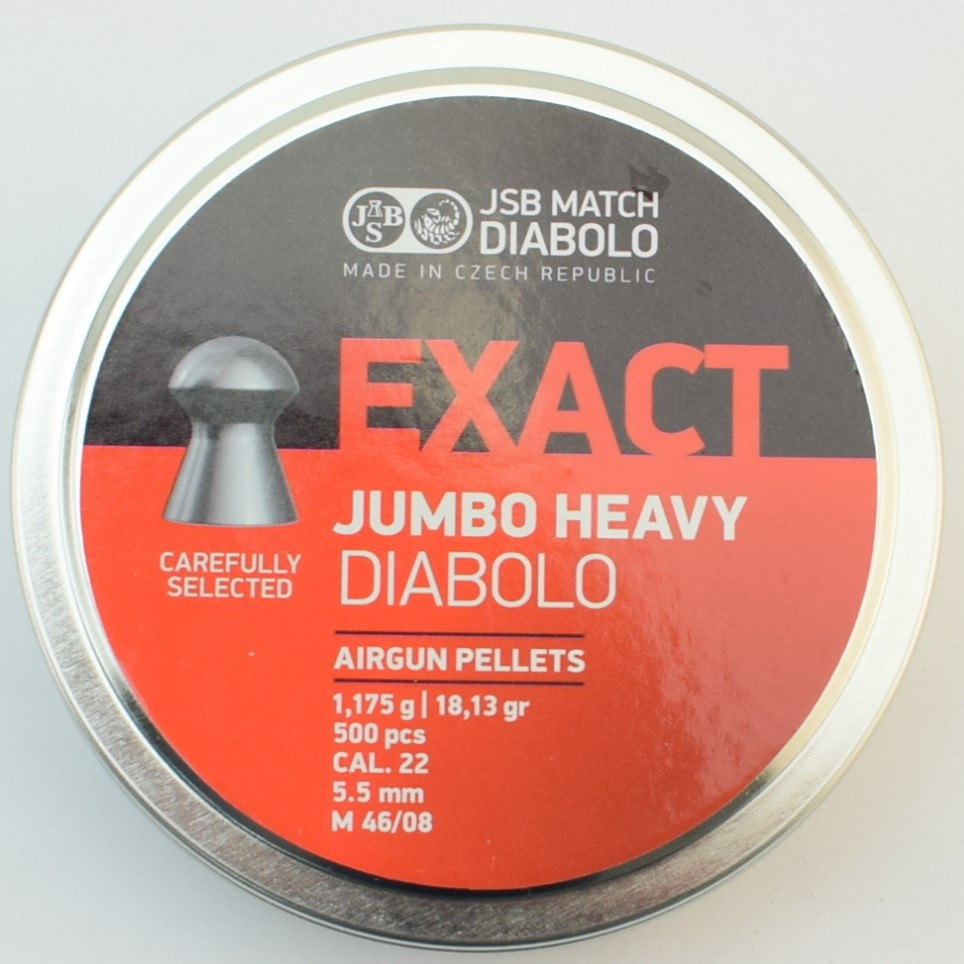 JSB
JSB MATCH
DIABOLO
MADE IN CZECH REPUBLIC
EXACT
JUMBO HEAVY
DIABOLO
CAREFULLY
SELECTED
AIRGUN PELLETS
1,175 g | 18,13 gr
500 pcs
CAL. 22
5.5 mm
M 46/08